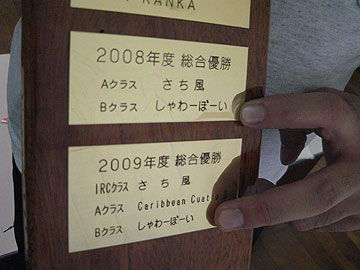 KANKA
2008年度 総合優勝
Aクラス さち風
Bクラス しゃわーぼーい
2009年度 総合優勝
IRCクラス さち風
Aクラス Caribbean
Bクラス しゃわーぼーい